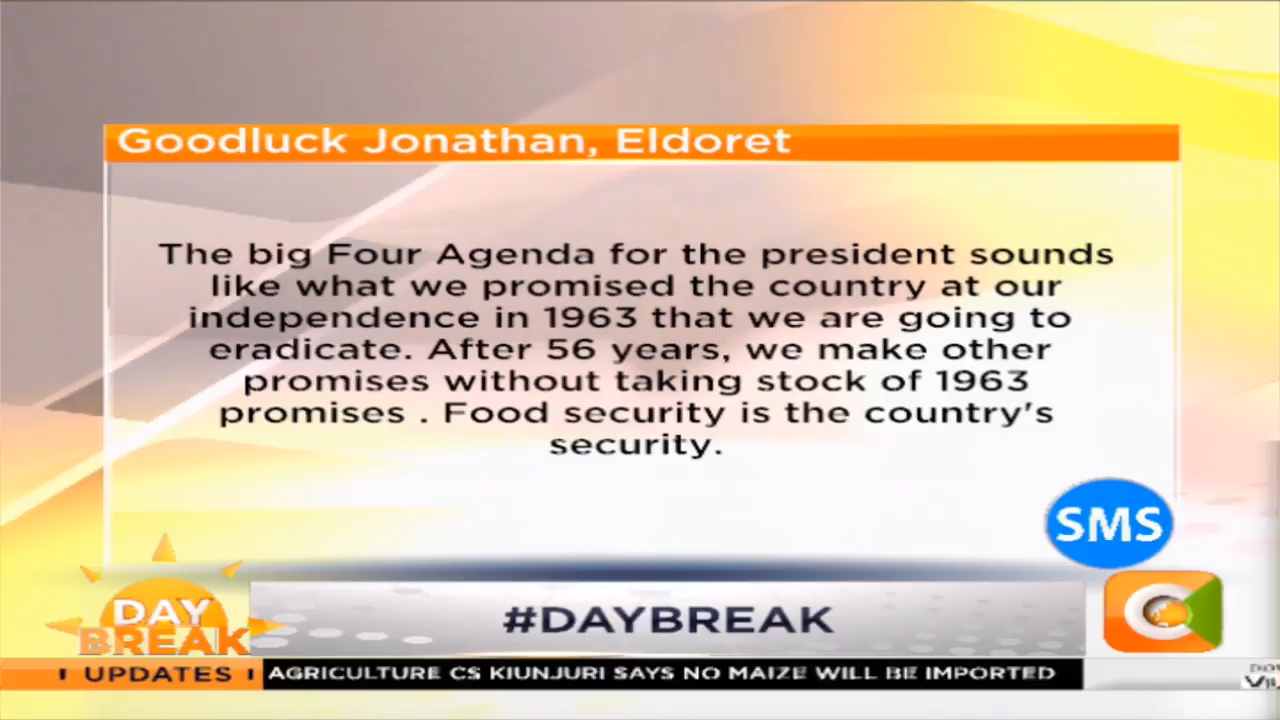 Goodluck Jonathan, Eldoret
The big Four Agenda for the president sounds
like what we promised the country at our
independence in 1963 that we are going to
eradicate. After 56 years, we make other
promises without taking stock of 1963
promises . Food security is the country's
security.
SMS
DAY
BREAK
#DAYBREAK
UPDATES
AGRICULTURE CS KIUNJURI SAYS NO MAIZE WILL BE IMPORTED